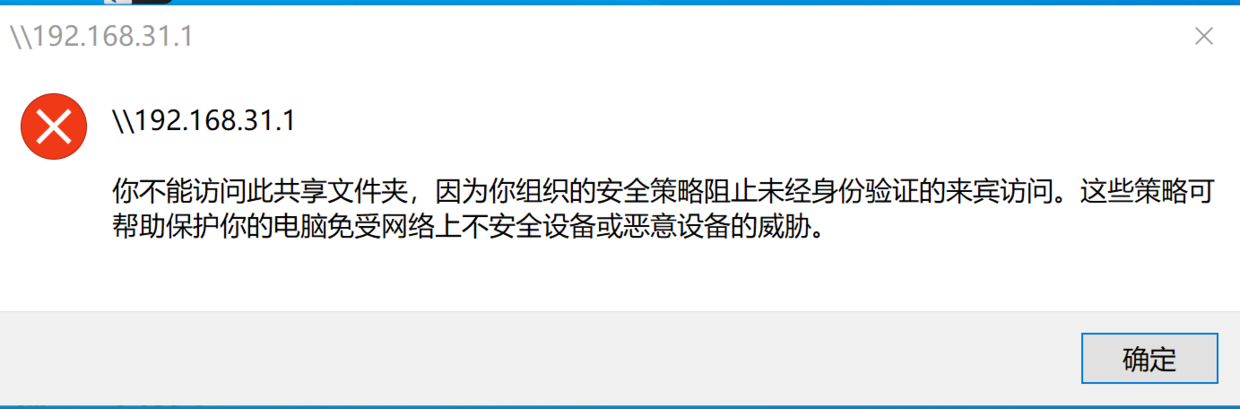 \\192.168.31.1
\\192.168.31.1
你不能访问此共享文件夹，因为你组织的安全策略阻止未经身份验证的来宾访问。这些策略可
帮助保护你的电脑免受网络上不安全设备或恶意设备的威胁。
确定